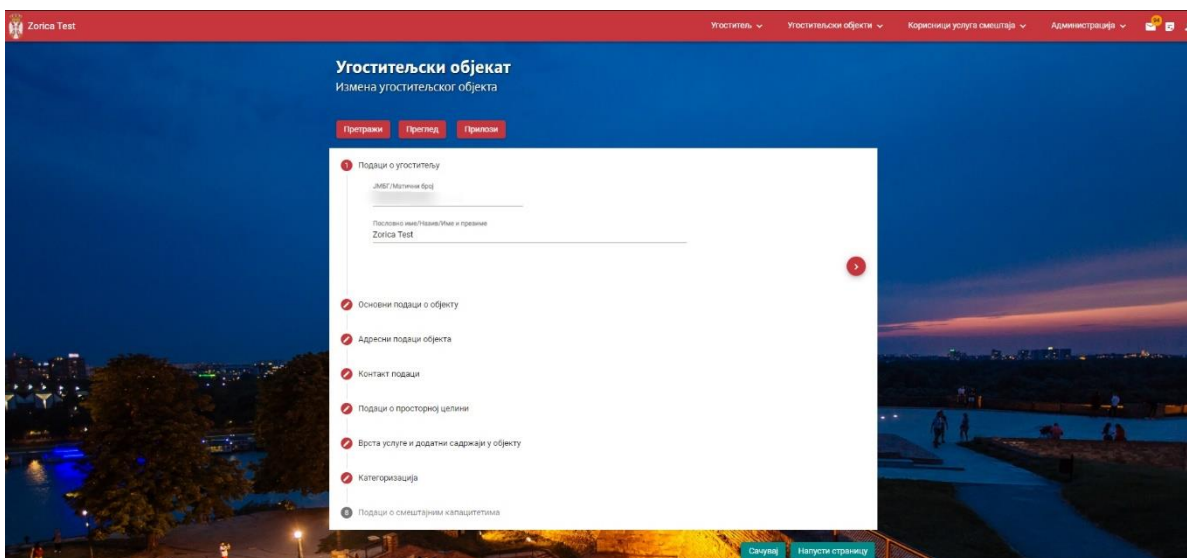 Zorica Test
Угоститељ
Угоститељски објекти
Корисници услуга смештаја
Администрација
Угоститељски објекат
Измена угоститељског објекта
Претражи
Преглед
Прилози
1 Подаци о угоститељу
ЈМБГ/Матични број
Пословно име/Назив/Име и презиме
Zorica Test
Основни подаци о објекту
Адресни подаци објекта
Контакт подаци
Подаци о просторној целини
Врста услуге и додатни садржаји у објекту
Категоризација
8 Подаци о смештајним капацитетима
Сачувај
Напусти страницу